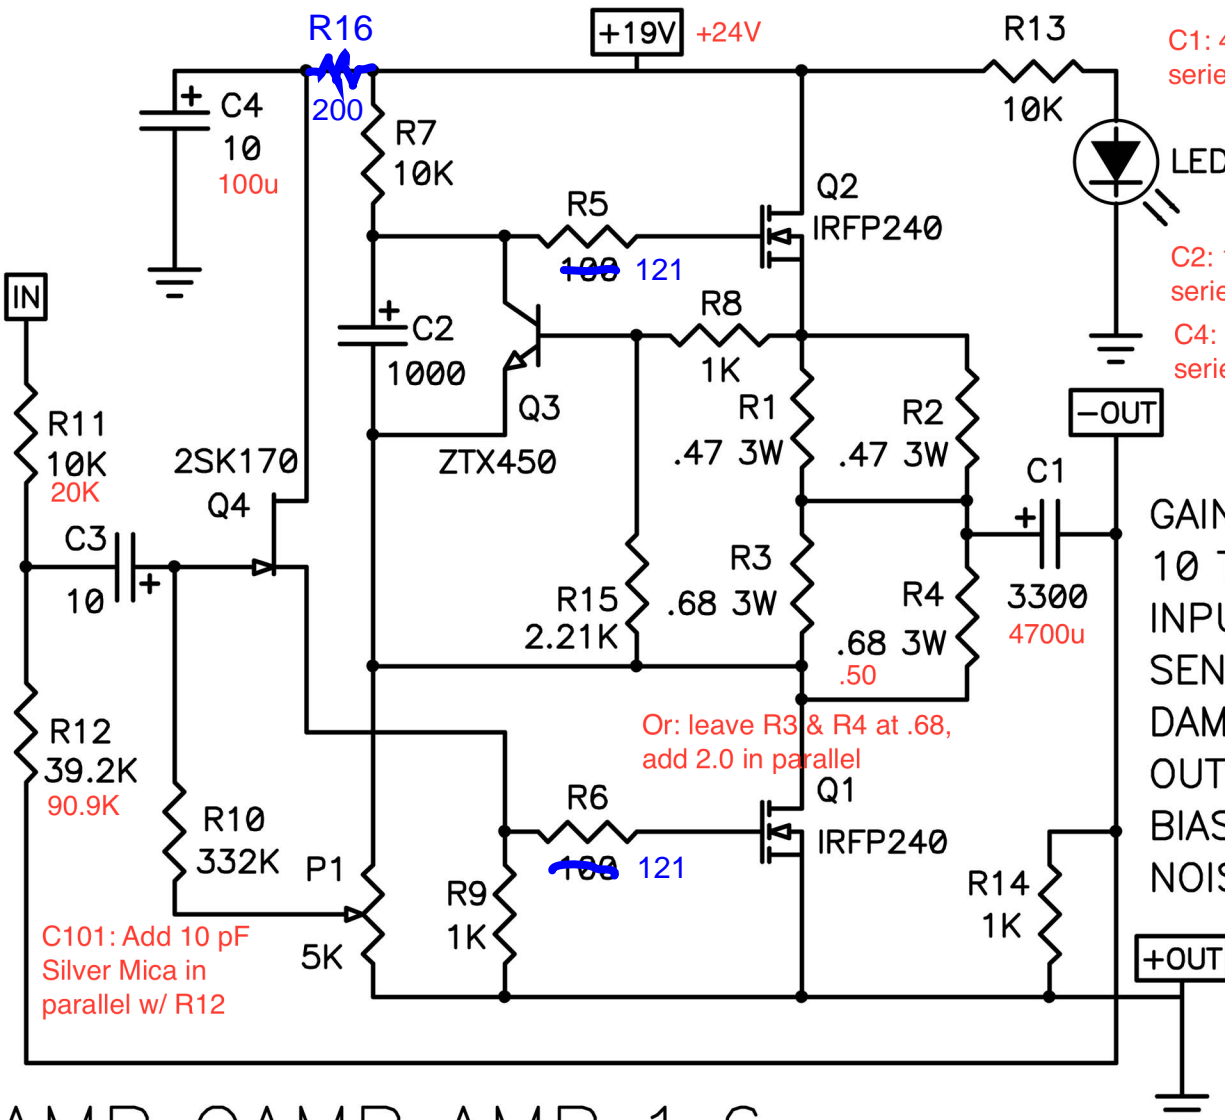 R16
200
+19V
+24V
R13
10K
C1: 4
serie
C4
10
100u
R7
10K
LED
Q2
IRFP240
R5
100
121
C2: 
serie
C4:
serie
IN
C2
1000
R8
1K
Q3
ZTX450
R1
.47 3W
R2
.47 3W
-OUT
R11
10K
20K
2SK170
Q4
C1
3300
4700u
C3
10
R15
2.21K
R3
.68 3W
R4
.68 3W
.50
GAIN
10
INPU
SEN
DAM
OUT
BIAS
NOIS
R12
39.2K
90.9K
Or: leave R3 & R4 at .68,
add 2.0 in parallel
Q1
IRFP240
R10
332K
P1
5K
R6
100
121
R9
1K
R14
1K
C101: Add 10 pF
Silver Mica in
parallel w/ R12
+OUT